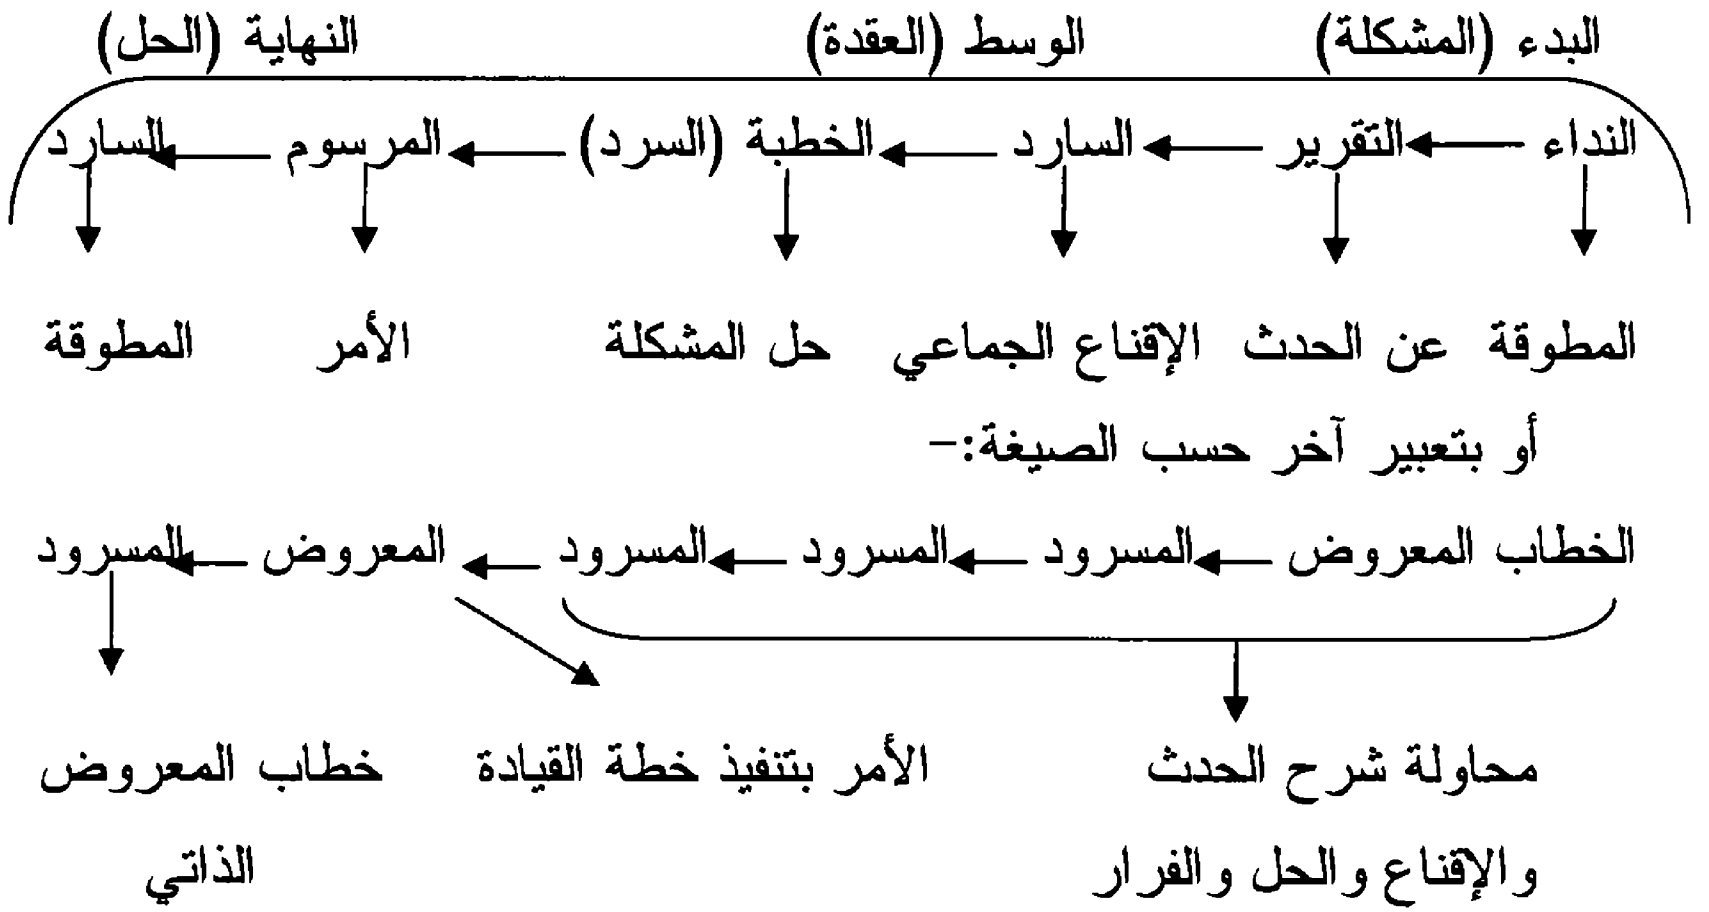 البدء (المشكلة) الوسط (العقدة) النهاية (الحل)
النداء التقرير السارد الخطبة (السرد) المرسوم السارد
المطوقة عن الحدث الإقناع الجماعي حل المشكلة الأمر المطوقة
أو بتعبير آخر حسب الصيغة:-
الخطاب المعروض المسرود المسرود المسرود المعروض المسرود
محاولة شرح الحدث الأمر بتنفيذ خطة القيادة خطاب المعروض
والإقناع والحل والفرار الذاتي